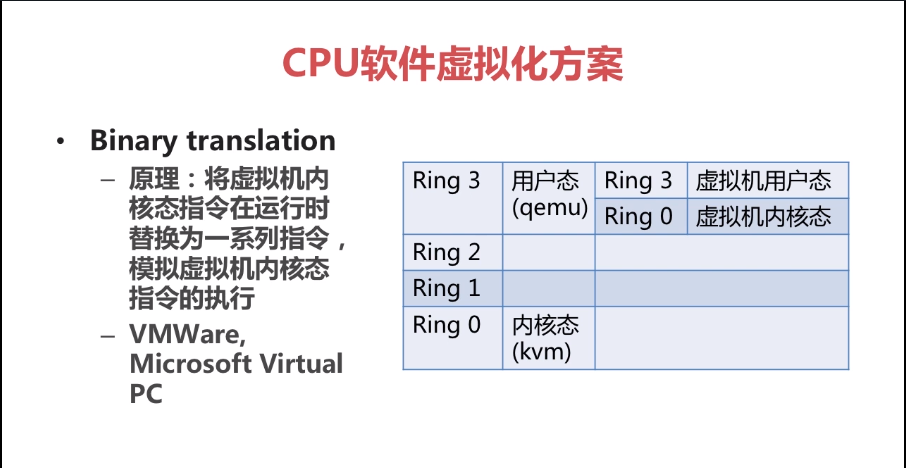 CPU软件虚拟化方案
• Binary translation
– 原理：将虚拟机内
核态指令在运行时
替换为一系列指令，
模拟虚拟机内核态
指令的执行
– VMWare,
Microsoft Virtual
PC
Ring 3 用户态 Ring 3 虚拟机用户态
(qemu) Ring 0 虚拟机内核态
Ring 2
Ring 1
Ring 0 内核态
(kvm)